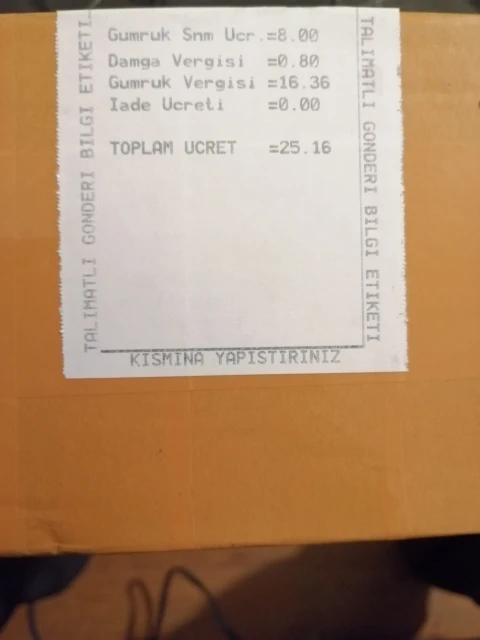 Gumruk Snm Ucr.=8.00
Damga Vergisi =0.80
Gumruk Vergisi =16.36
Iade Ucreti =0.00
TOPLAM UCRET =25.16
TALIMATLI GONDERI BILGI ETIKETI
TALIMATLI GONDERI BILGI ETIKETI
KISMINA YAPISTIRINIZ